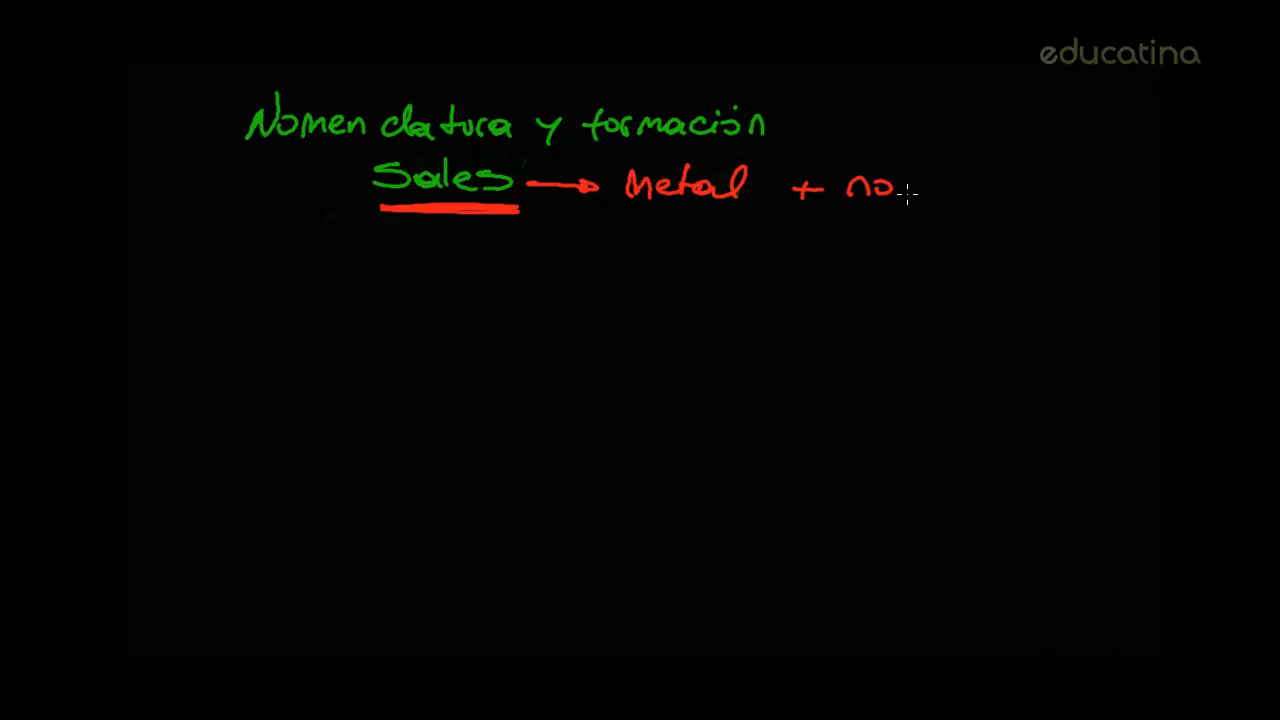 educatina
Nomenclatura y formación
Sales → Metal + no